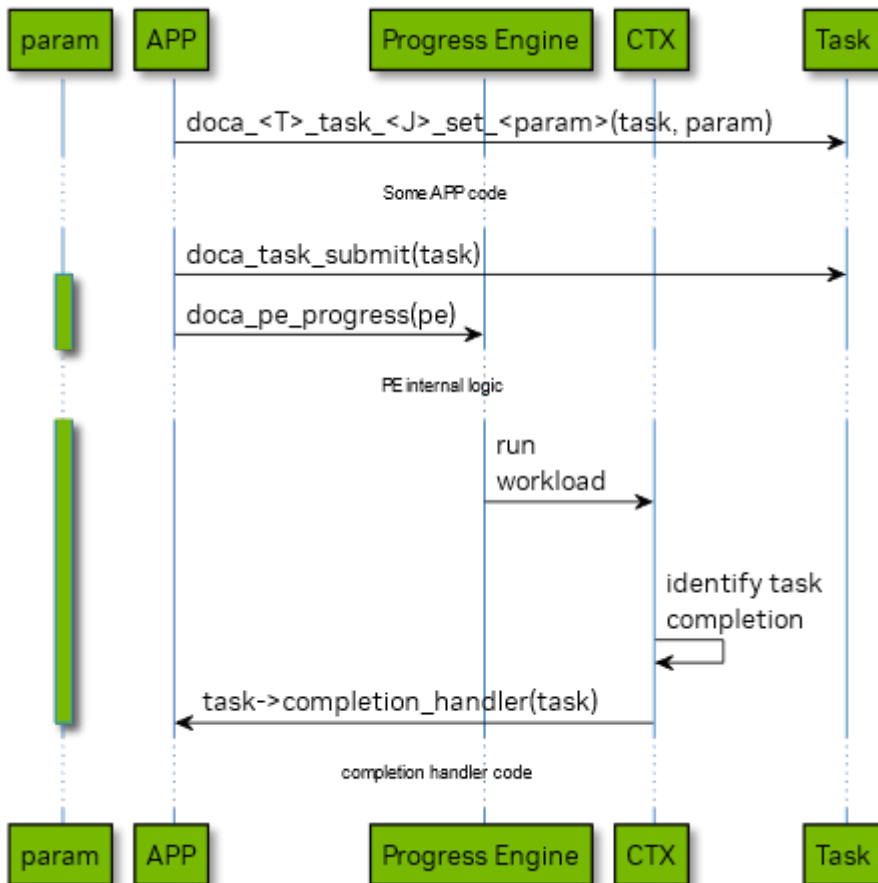 param APP Progress Engine CTX Task
doca_<T>_task_<J>_set_<param>(task, param)
Some APP code
doca_task_submit(task)
doca_pe_progress(pe)
PE internal logic
run
workload
identify task
completion
task->completion_handler(task)
completion handler code
param APP Progress Engine CTX Task